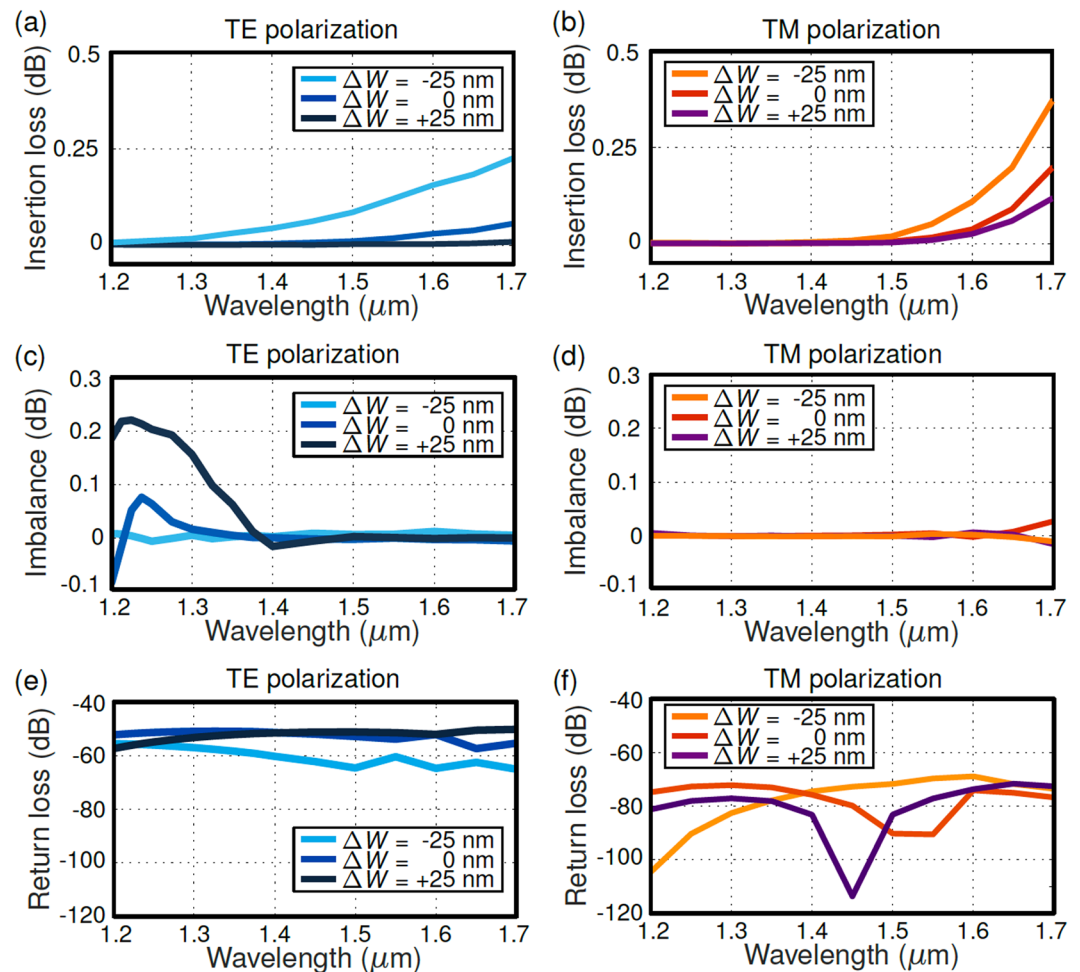 (a)
TE polarization
Insertion loss (dB)
0.5
0.25
0
ΔW = -25 nm
ΔW = 0 nm
ΔW = +25 nm
1.2 1.3 1.4 1.5 1.6 1.7
Wavelength (μm)
(b)
TM polarization
Insertion loss (dB)
0.5
0.25
0
ΔW = -25 nm
ΔW = 0 nm
ΔW = +25 nm
1.2 1.3 1.4 1.5 1.6 1.7
Wavelength (μm)
(c)
TE polarization
Imbalance (dB)
0.3
0.2
0.1
0
-0.1
ΔW = -25 nm
ΔW = 0 nm
ΔW = +25 nm
1.2 1.3 1.4 1.5 1.6 1.7
Wavelength (μm)
(d)
TM polarization
Imbalance (dB)
0.3
0.2
0.1
0
-0.1
ΔW = -25 nm
ΔW = 0 nm
ΔW = +25 nm
1.2 1.3 1.4 1.5 1.6 1.7
Wavelength (μm)
(e)
TE polarization
Return loss (dB)
-40
-60
-80
-100
-120
ΔW = -25 nm
ΔW = 0 nm
ΔW = +25 nm
1.2 1.3 1.4 1.5 1.6 1.7
Wavelength (μm)
(f)
TM polarization
Return loss (dB)
-40
-60
-80
-100
-120
ΔW = -25 nm
ΔW = 0 nm
ΔW = +25 nm
1.2 1.3 1.4 1.5 1.6 1.7
Wavelength (μm)